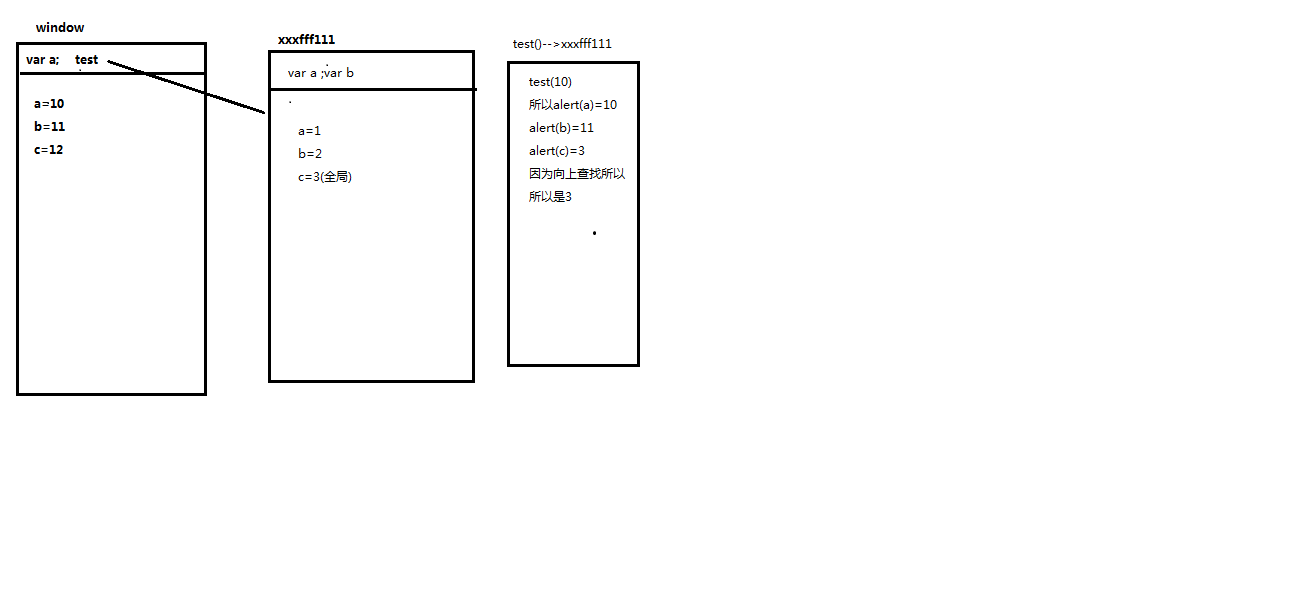 window
var a; test
a=10
b=11
c=12
xxxfff111
var a ;var b
a=1
b=2
c=3(全局)
test()-->xxxfff111
test(10)
所以alert(a)=10
alert(b)=11
alert(c)=3
因为向上查找所以
所以是3